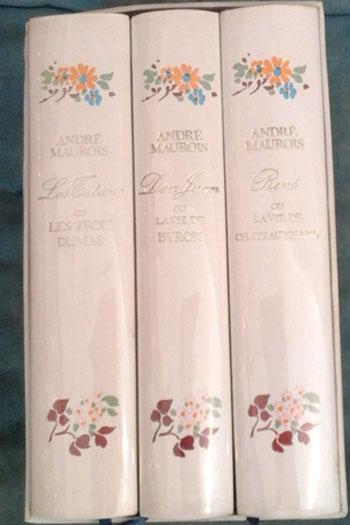 ANDRÉ
MAUROIS
Les Titans
ou
LES TROIS
DUMAS
ANDRÉ
MAUROIS
Don Juan
OU
LA VIE DE
BYRON
ANDRÉ
MAUROIS
René
OU
LA VIE DE
CHATEAUBRIAND